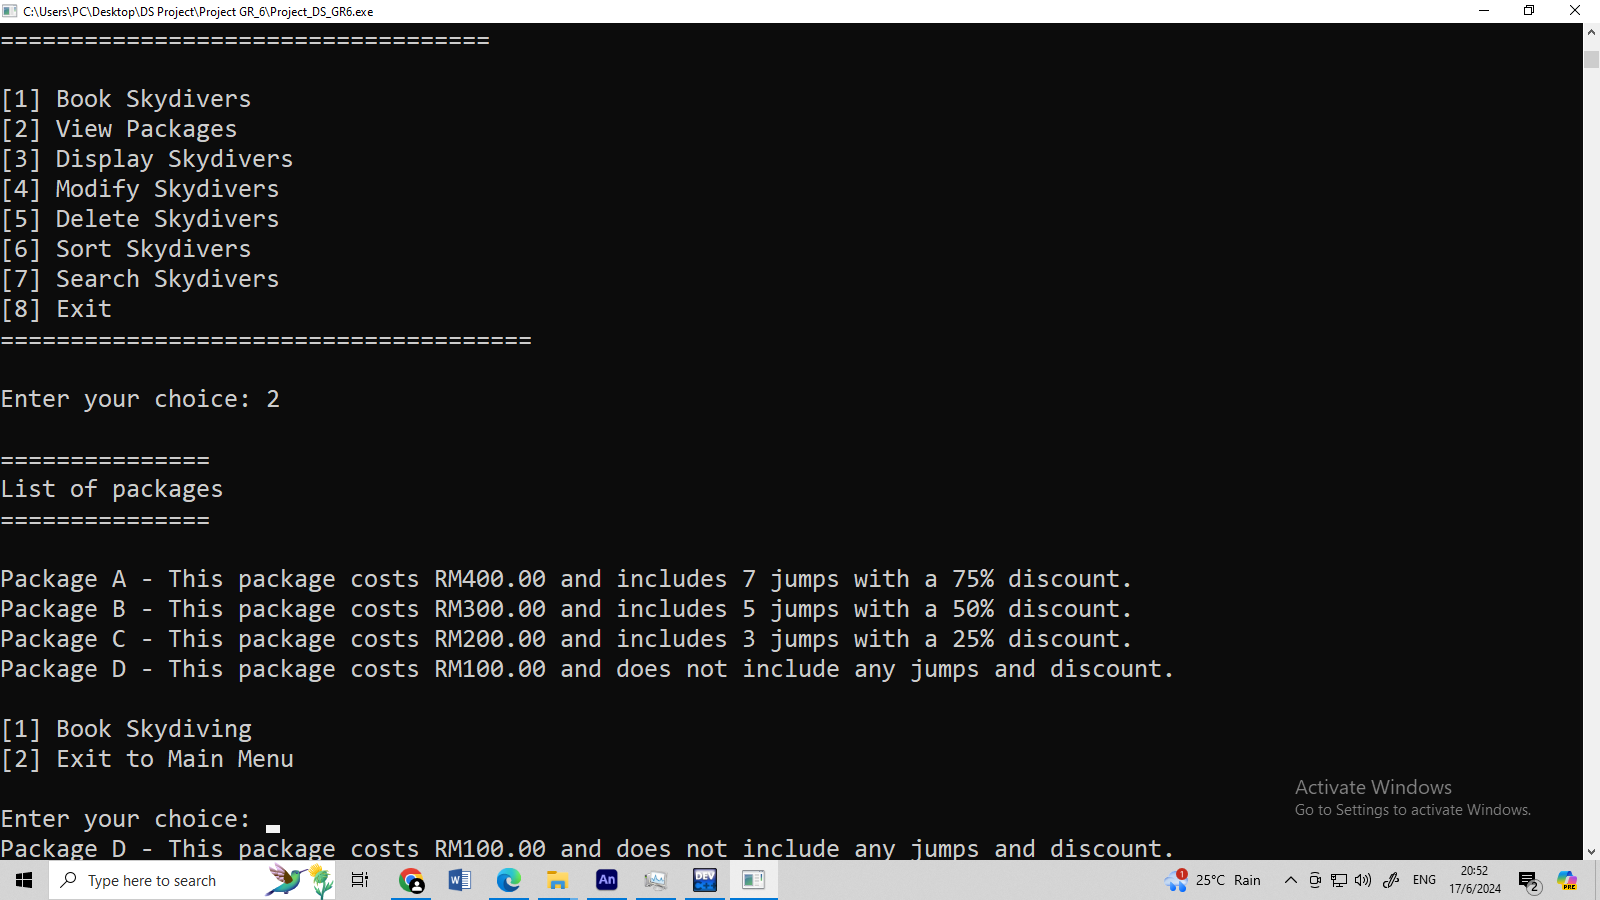 C:\Users\PC\Desktop\DS Project\Project GR_6\Project_DS_GR6.exe
===================================
[1] Book Skydivers
[2] View Packages
[3] Display Skydivers
[4] Modify Skydivers
[5] Delete Skydivers
[6] Sort Skydivers
[7] Search Skydivers
[8] Exit
======================================
Enter your choice: 2
===============
List of packages
===============
Package A - This package costs RM400.00 and includes 7 jumps with a 75% discount.
Package B - This package costs RM300.00 and includes 5 jumps with a 50% discount.
Package C - This package costs RM200.00 and includes 3 jumps with a 25% discount.
Package D - This package costs RM100.00 and does not include any jumps and discount.
[1] Book Skydiving
[2] Exit to Main Menu
Activate Windows
Go to Settings to activate Windows.
Enter your choice:
Package D - This package costs RM100.00 and does not include any jumps and discount.
Type here to search
W
An
DEV
1
25°C Rain
ENG
20:52
17/6/2024
2
PRE